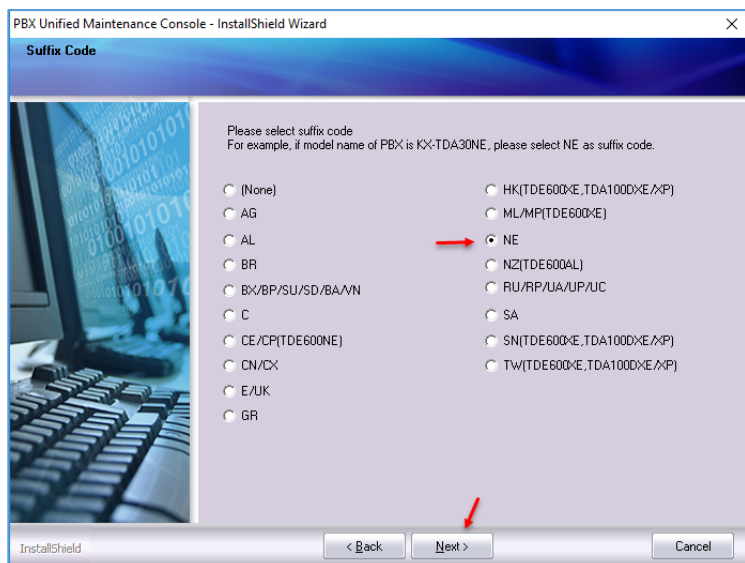 PBX Unified Maintenance Console - InstallShield Wizard
Suffix Code
Please select suffix code
For example, if model name of PBX is KX-TDA30NE, please select NE as suffix code.
(None)
AG
AL
BR
BX/BP/SU/SD/BA/VN
C
CE/CP(TDE600NE)
CN/CX
E/UK
GR
HK(TDE600XE,TDA100DXE/XP)
ML/MP(TDE600XE)
NE
NZ(TDE600AL)
RU/RP/UA/UP/UC
SA
SN(TDE600XE,TDA100DXE/XP)
TW(TDE600XE,TDA100DXE/XP)
InstallShield
< Back
Next >
Cancel